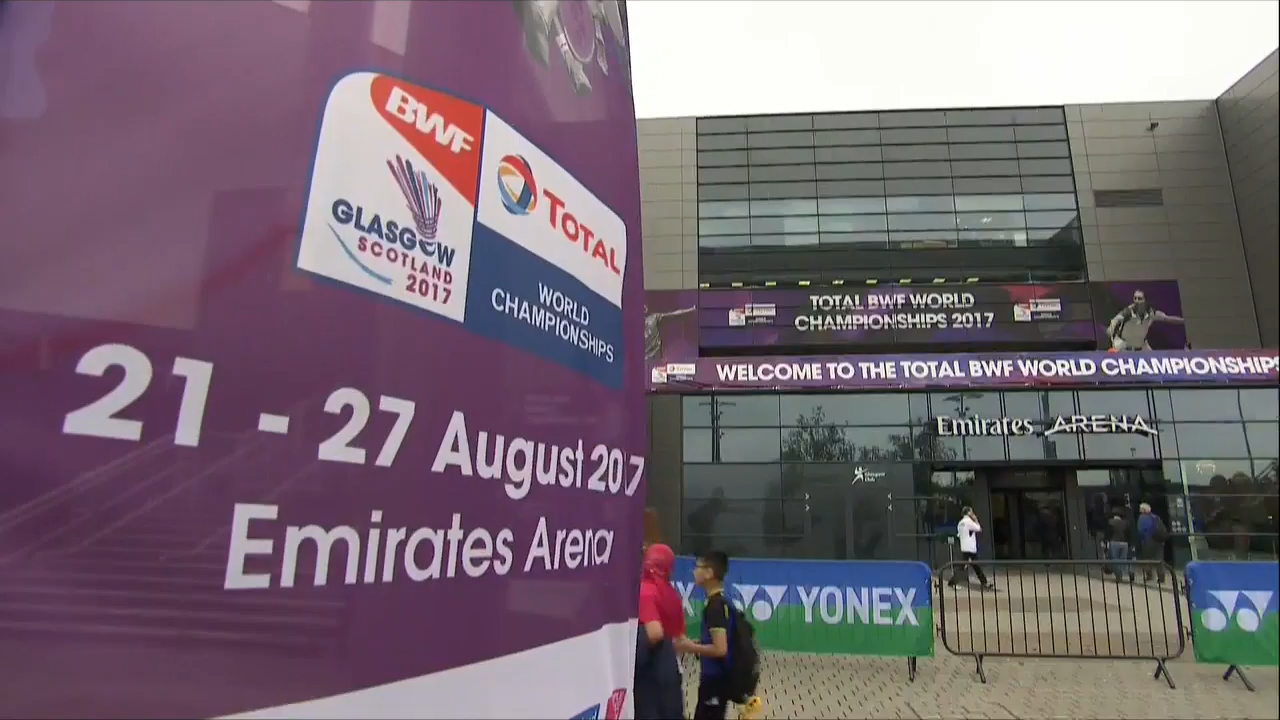 BWF
GLASGOW
SCOTLAND
2017
TOTAL
WORLD
CHAMPIONSHIPS
21 - 27 August 2017
Emirates Arena
TOTAL BWF WORLD
CHAMPIONSHIPS 2017
WELCOME TO THE TOTAL BWF WORLD CHAMPIONSHIPS
Emirates ARENA
X YONEX